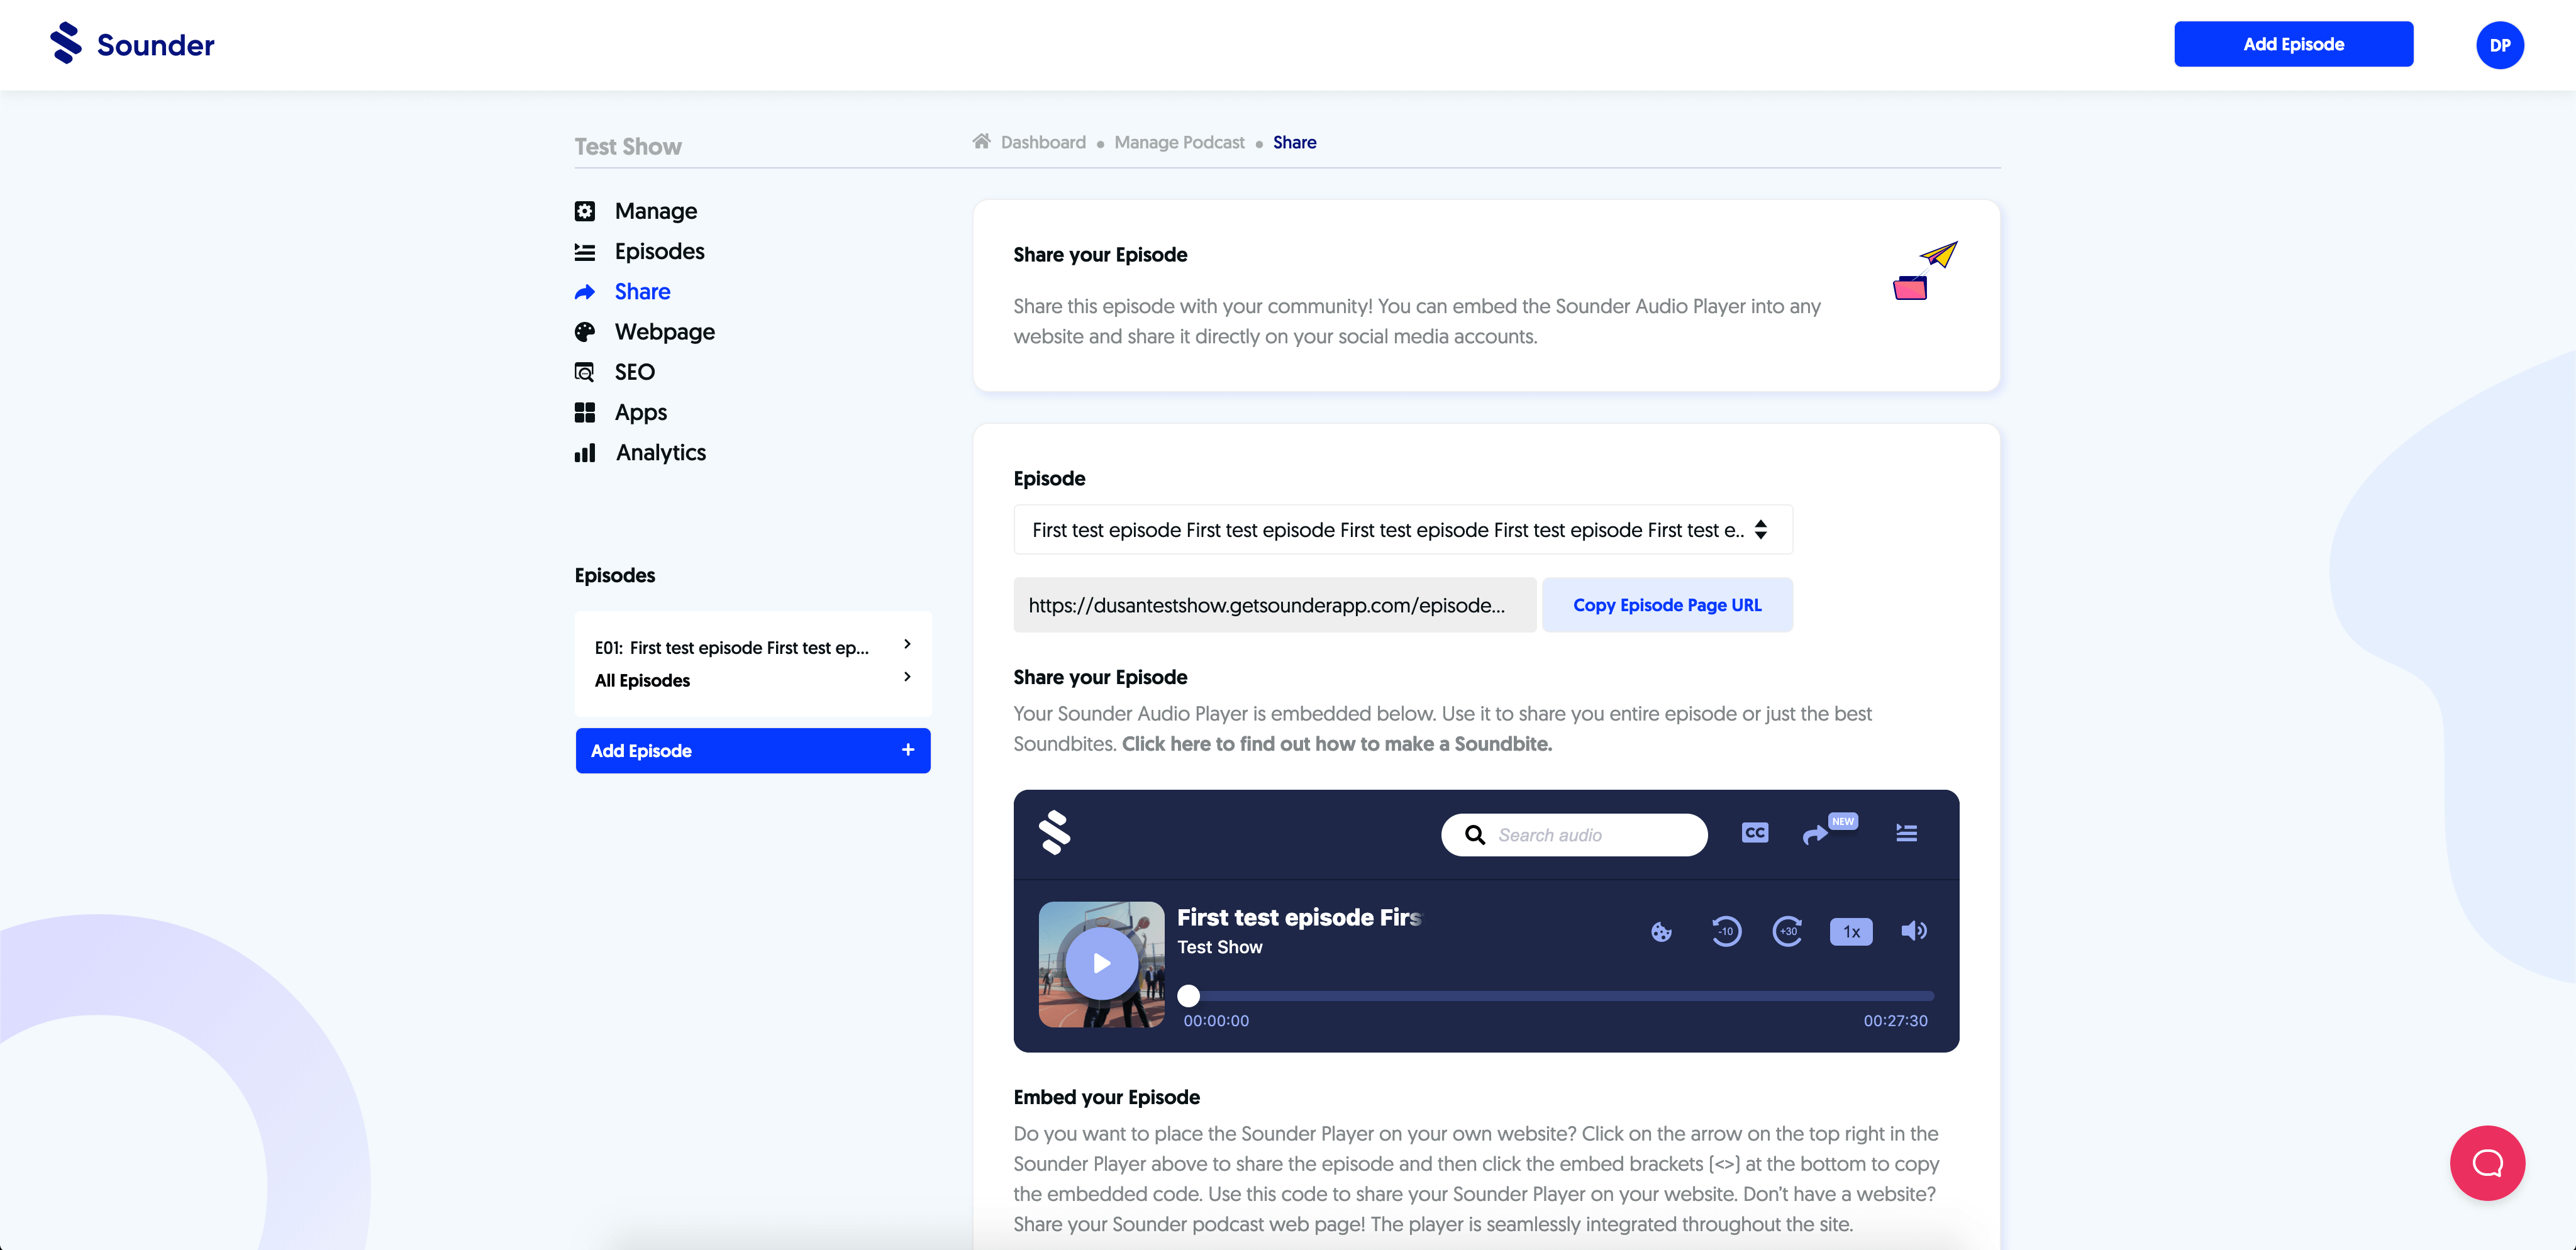 Sounder
Add Episode
DP
Test Show
Dashboard • Manage Podcast • Share
Manage
Episodes
Share
Webpage
SEO
Apps
Analytics
Episodes
E01: First test episode First test ep...
All Episodes
Add Episode +
Share your Episode
Share this episode with your community! You can embed the Sounder Audio Player into any
website and share it directly on your social media accounts.
Episode
First test episode First test episode First test episode First test episode First test e..
https://dusantestshow.getsounderapp.com/episode...
Copy Episode Page URL
Share your Episode
Your Sounder Audio Player is embedded below. Use it to share you entire episode or just the best
Soundbites. Click here to find out how to make a Soundbite.
Search audio
CC
NEW
First test episode Firs
Test Show
-10
+30
1x
00:00:00
00:27:30
Embed your Episode
Do you want to place the Sounder Player on your own website? Click on the arrow on the top right in the
Sounder Player above to share the episode and then click the embed brackets (<>) at the bottom to copy
the embedded code. Use this code to share your Sounder Player on your website. Don't have a website?
Share your Sounder podcast web page! The player is seamlessly integrated throughout the site.